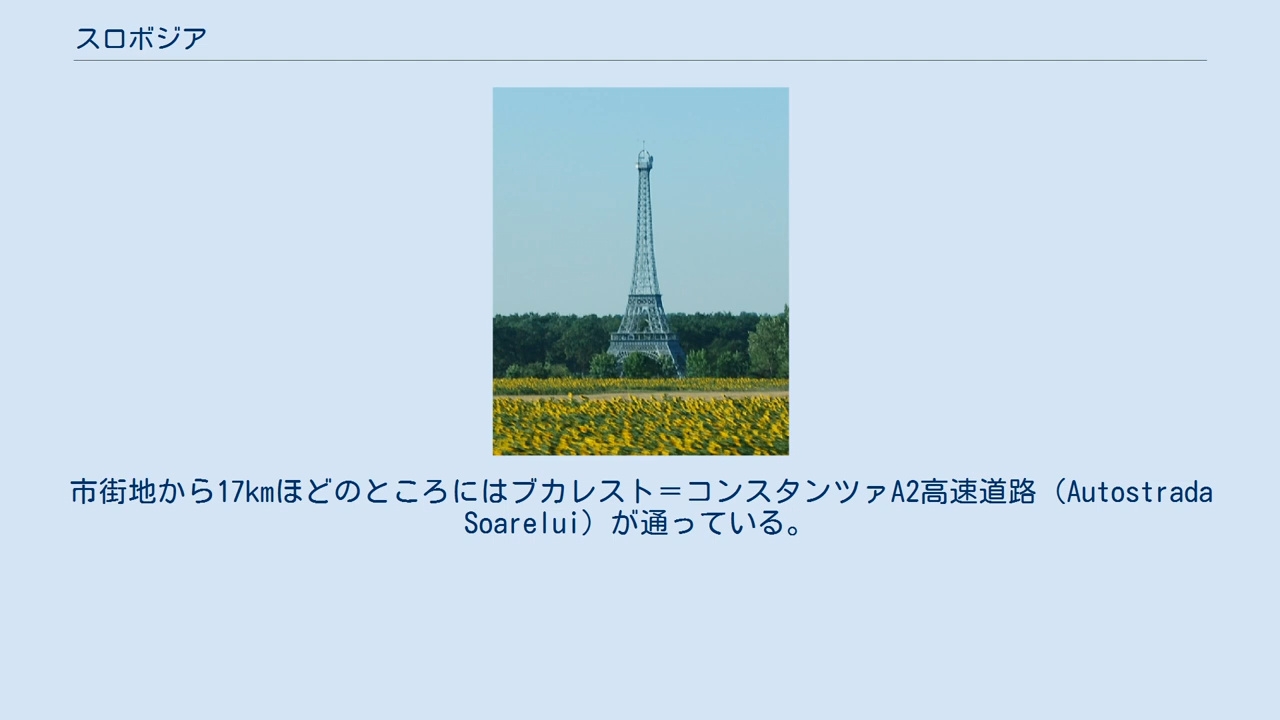 スロボジア
市街地から17kmほどのところにはブカレスト＝コンスタンツァA2高速道路（Autostrada
Soarelui）が通っている。